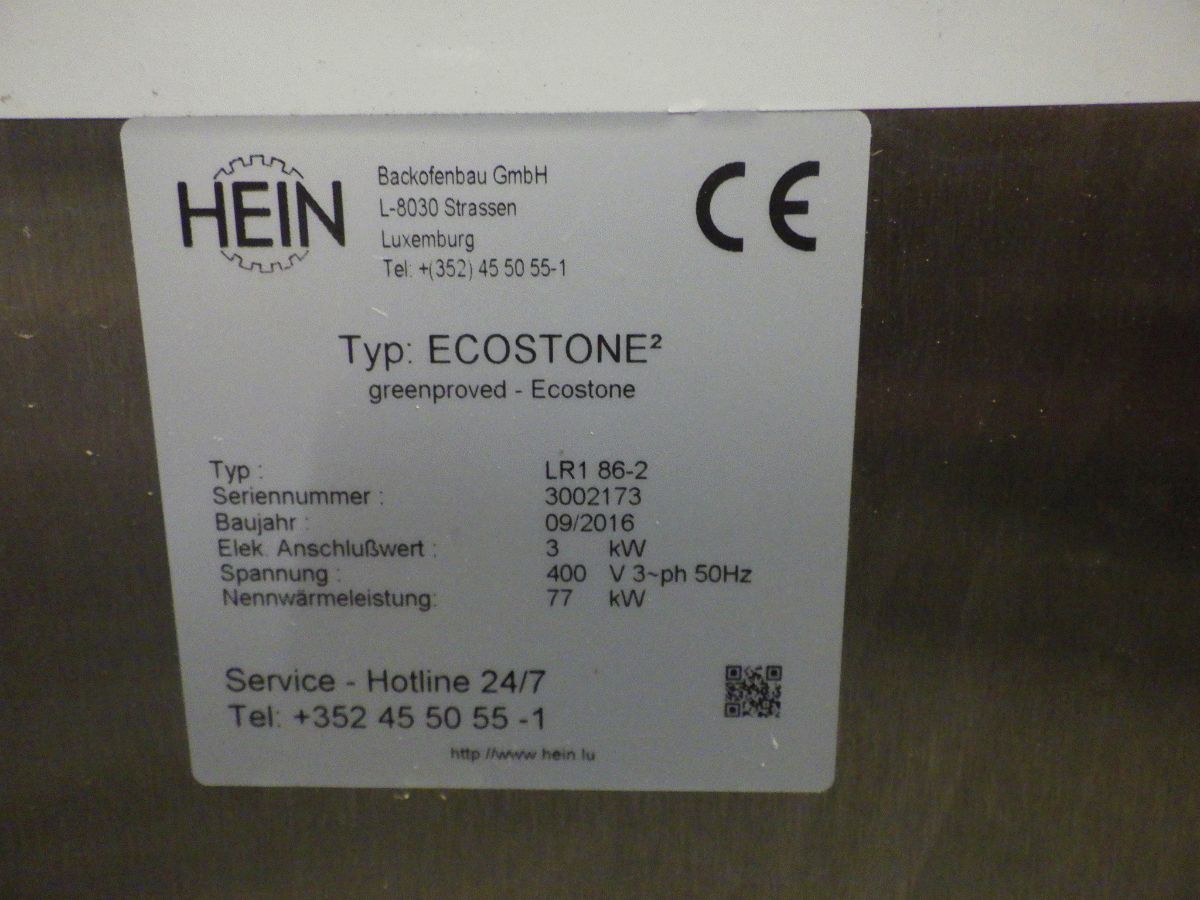 HEIN
Backofenbau GmbH
L-8030 Strassen
Luxemburg
Tel: +(352) 45 50 55-1
CE
Typ: ECOSTONE²
greenproved - Ecostone
Typ : LR1 86-2
Seriennummer : 3002173
Baujahr : 09/2016
Elek. Anschlußwert : 3 kW
Spannung : 400 V 3~ph 50Hz
Nennwärmeleistung: 77 kW
Service - Hotline 24/7
Tel: +352 45 50 55 -1
http://www.hein.lu